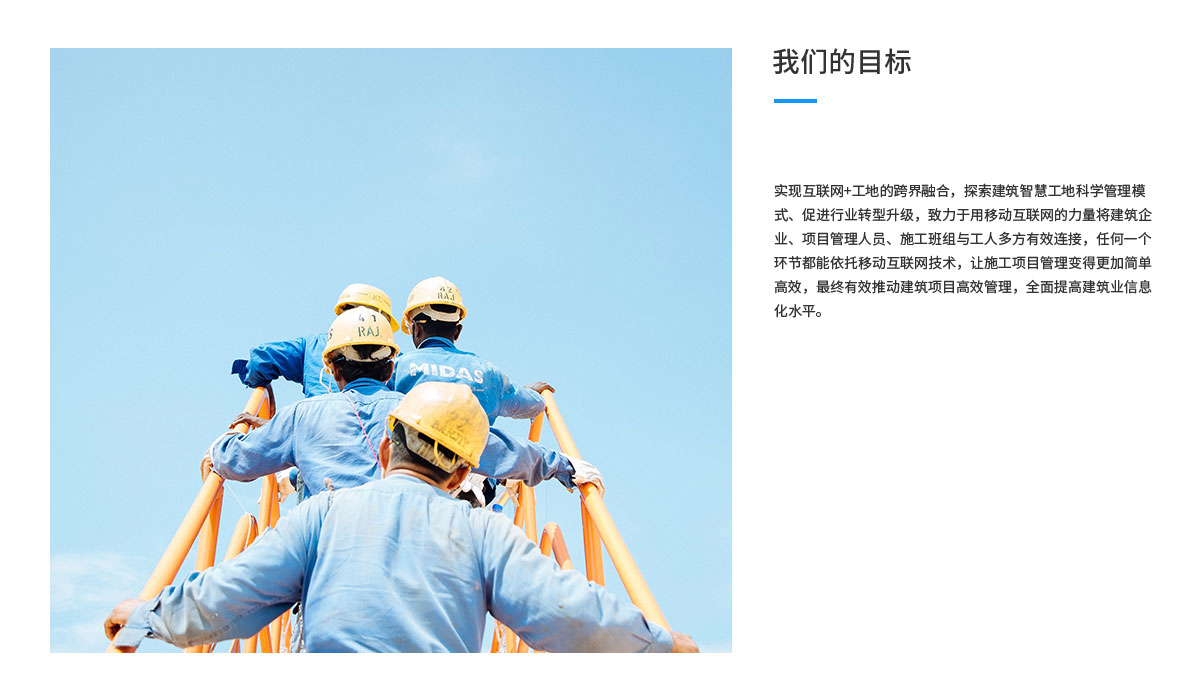 我们的目标
实现互联网+工地的跨界融合，探索建筑智慧工地科学管理模
式、促进行业转型升级，致力于用移动互联网的力量将建筑企
业、项目管理人员、施工班组与工人多方有效连接，任何一个
环节都能依托移动互联网技术，让施工项目管理变得更加简单
高效，最终有效推动建筑项目高效管理，全面提高建筑业信息
化水平。
42
RAJ
41
RAJ
MIDAS